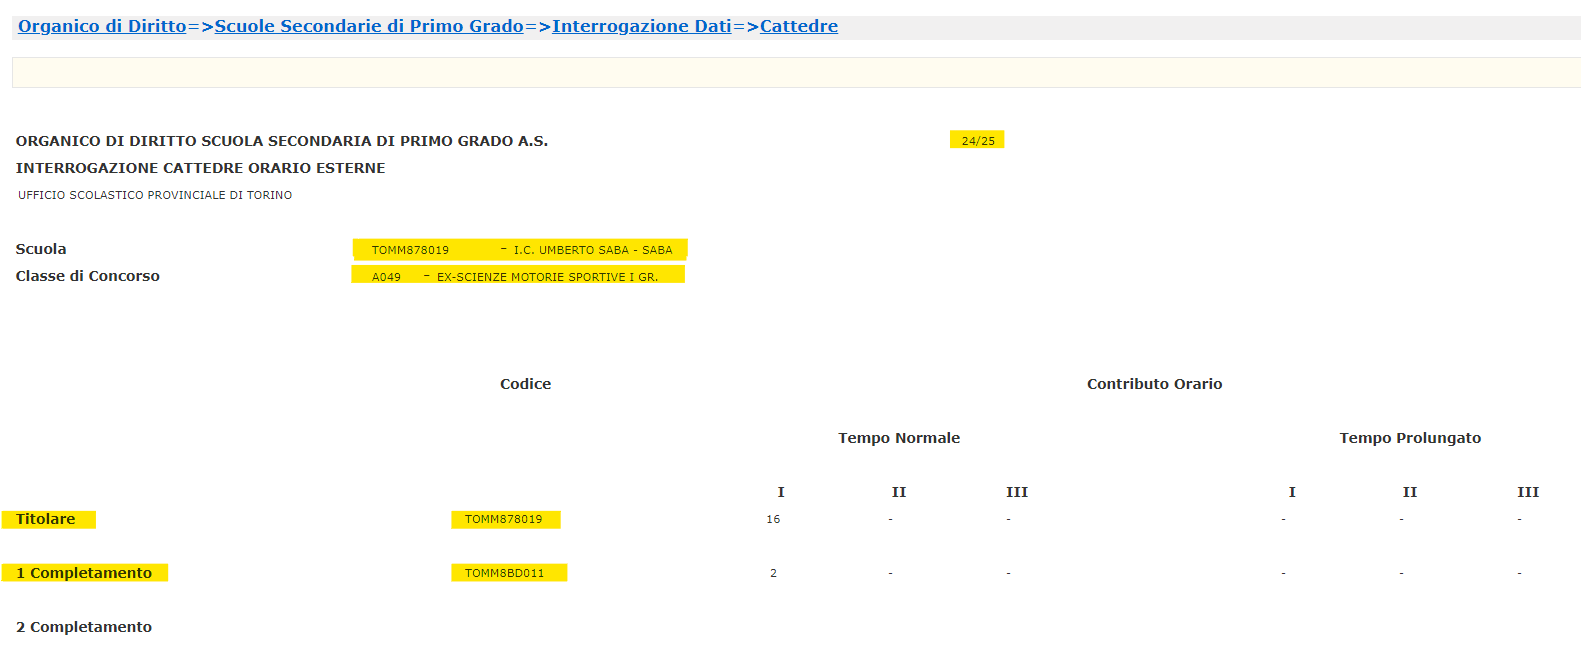 Organico di Diritto=>Scuole Secondarie di Primo Grado=>Interrogazione Dati=>Cattedre
ORGANICO DI DIRITTO SCUOLA SECONDARIA DI PRIMO GRADO A.S. 24/25
INTERROGAZIONE CATTEDRE ORARIO ESTERNE
UFFICIO SCOLASTICO PROVINCIALE DI TORINO
Scuola TOMM878019 - I.C. UMBERTO SABA - SABA
Classe di Concorso A049 - EX-SCIENZE MOTORIE SPORTIVE I GR.
Codice Contributo Orario
Tempo Normale Tempo Prolungato
I II III I II III
Titolare TOMM878019 16 - - - - -
1 Completamento TOMM8BD011 2 - - - - -
2 Completamento